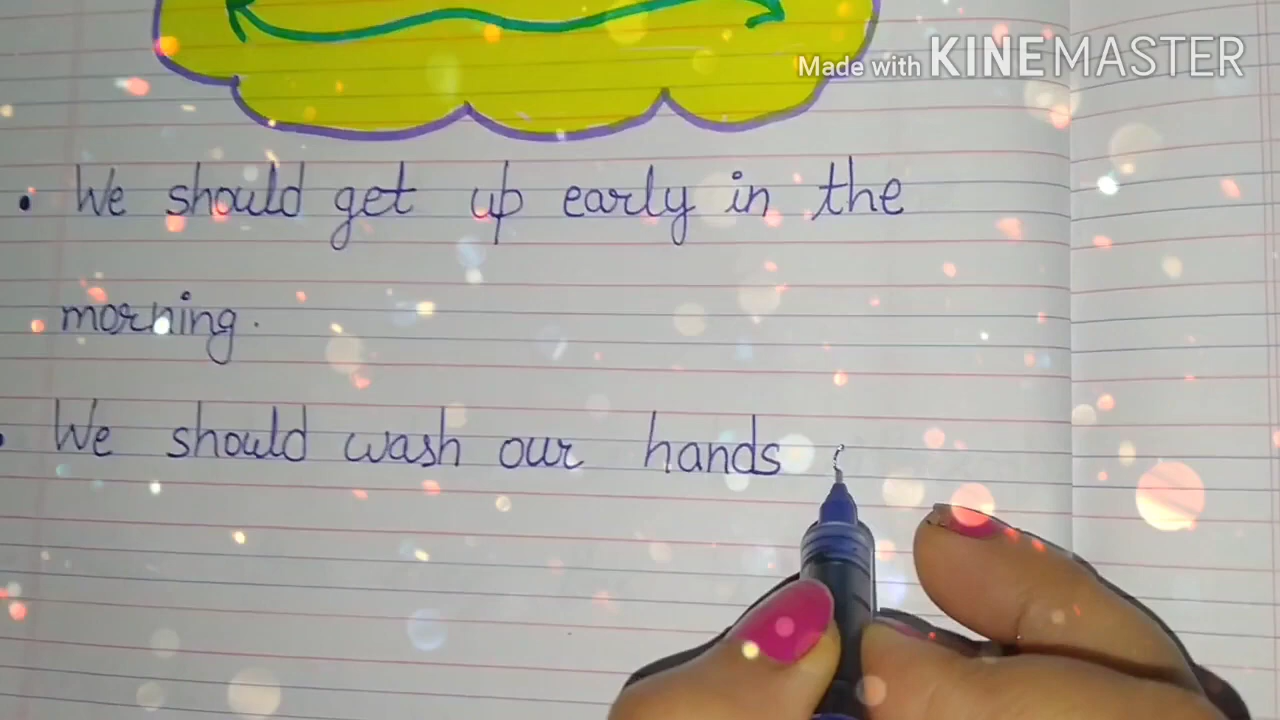 Made with KINEMASTER
• We should get up early in the
morning.
• We should wash our hands